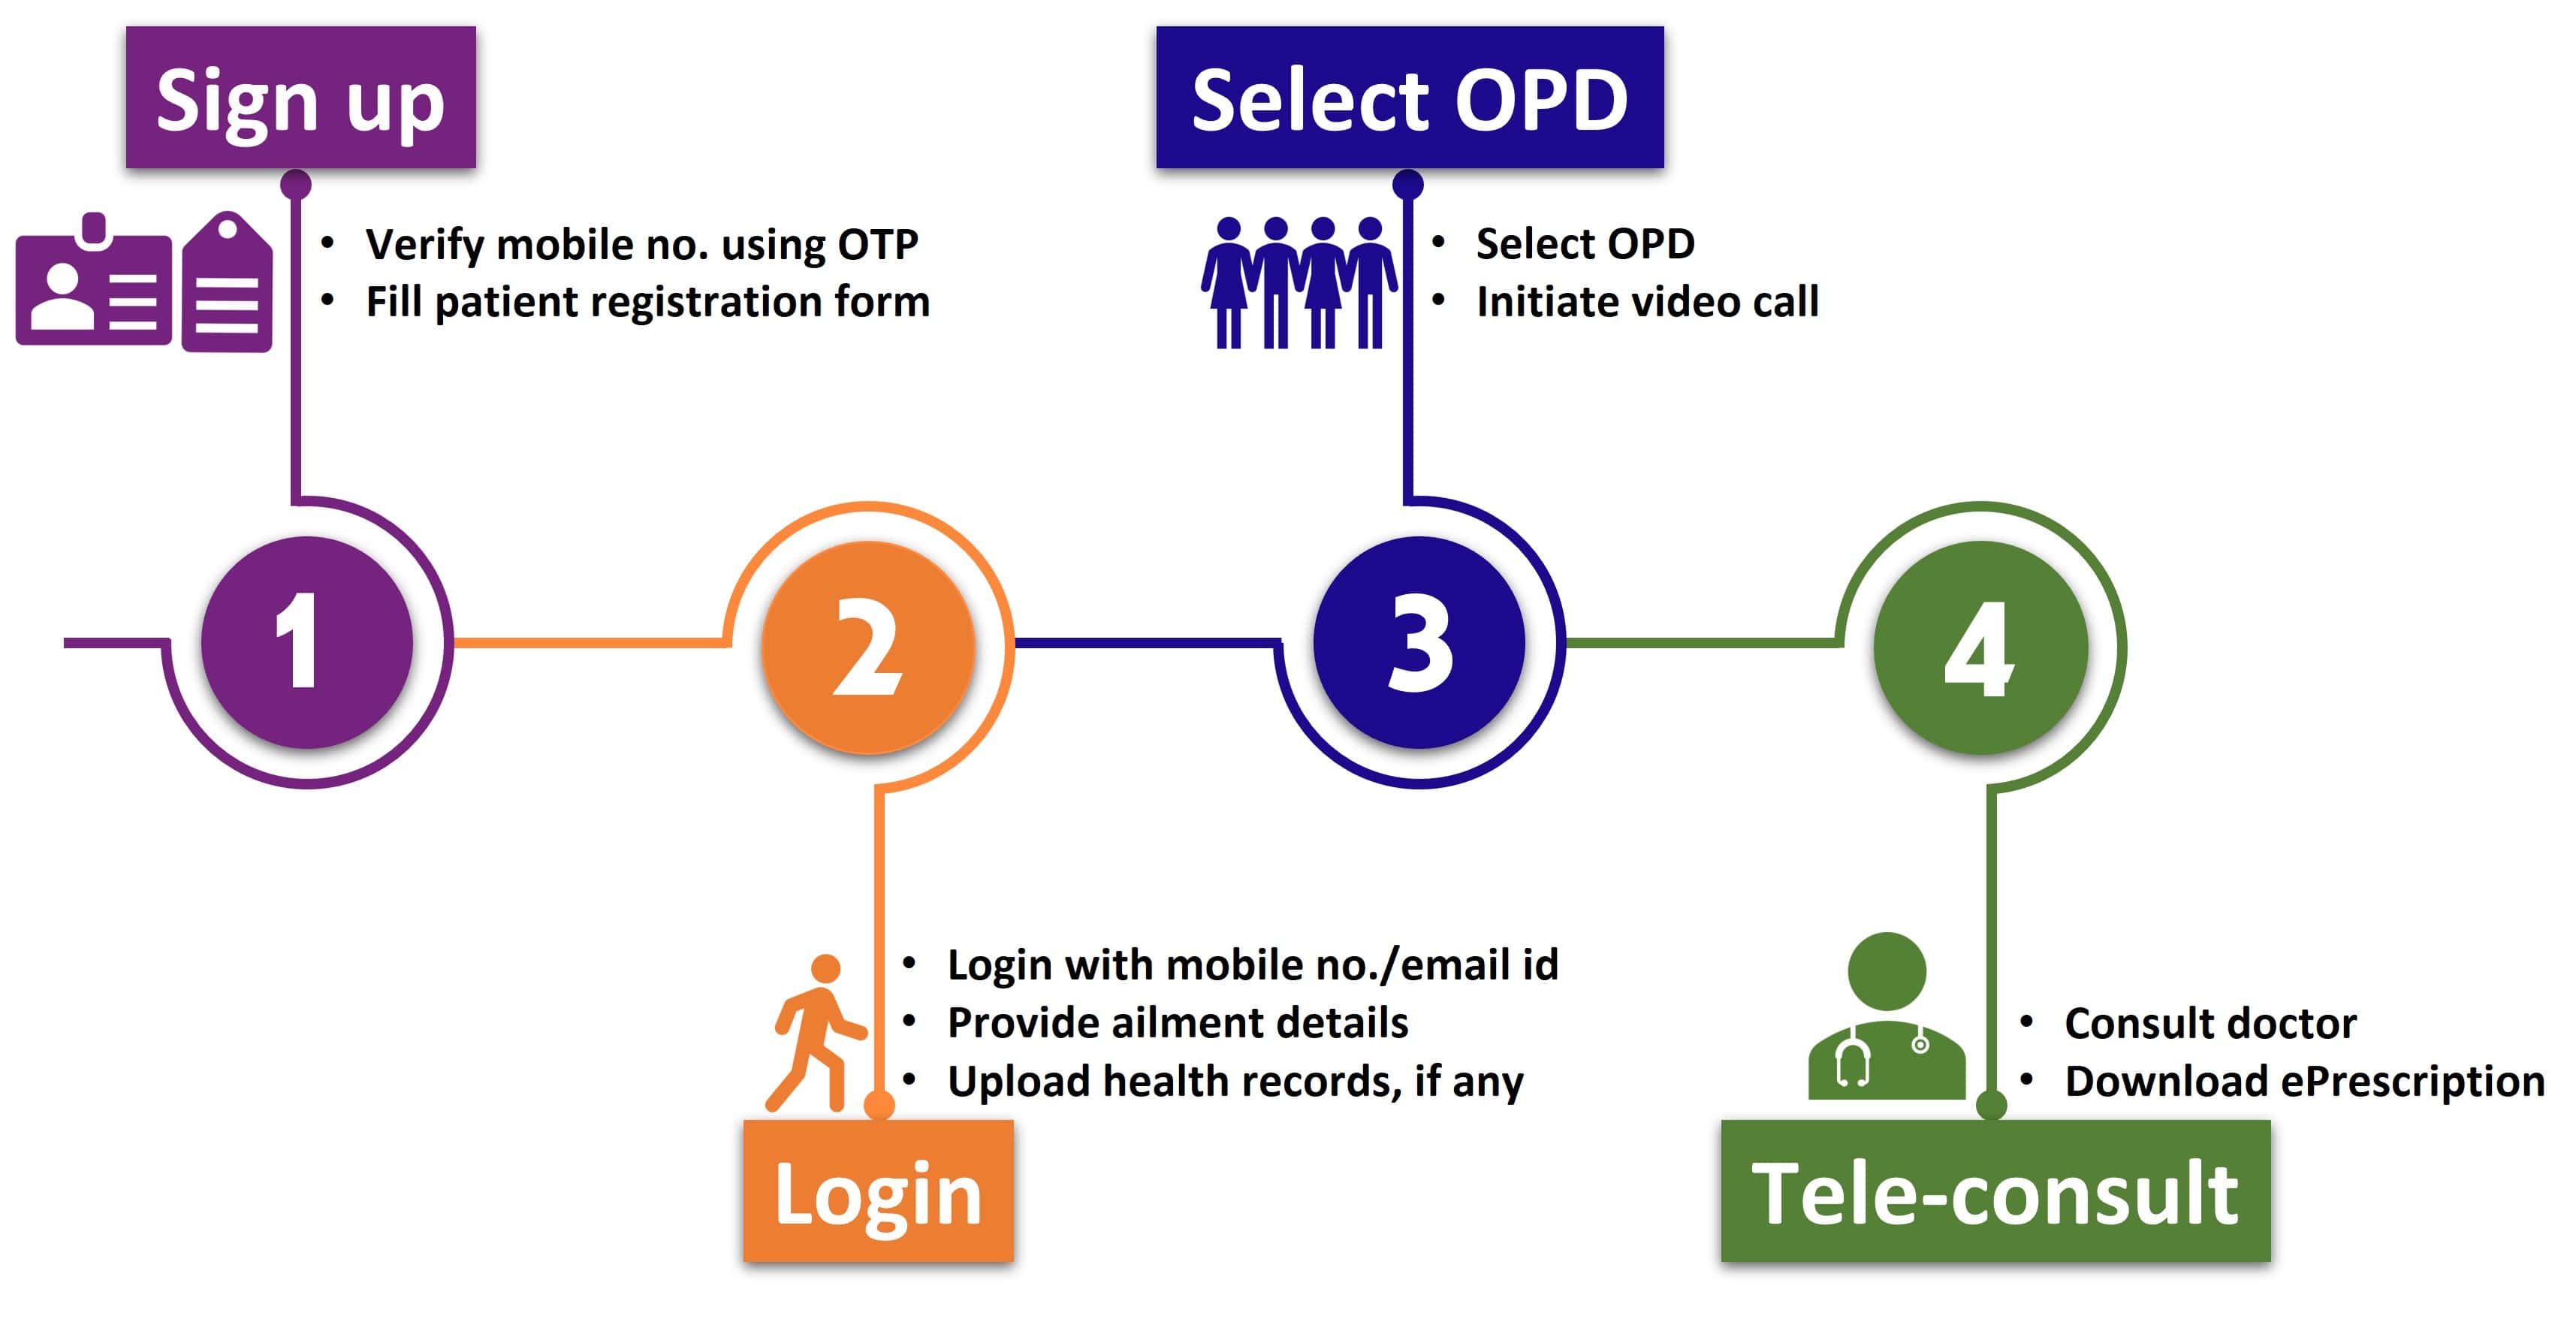 Sign up
• Verify mobile no. using OTP
• Fill patient registration form
1
2
• Login with mobile no./email id
• Provide ailment details
• Upload health records, if any
Login
Select OPD
• Select OPD
• Initiate video call
3
4
• Consult doctor
• Download ePrescription
Tele-consult